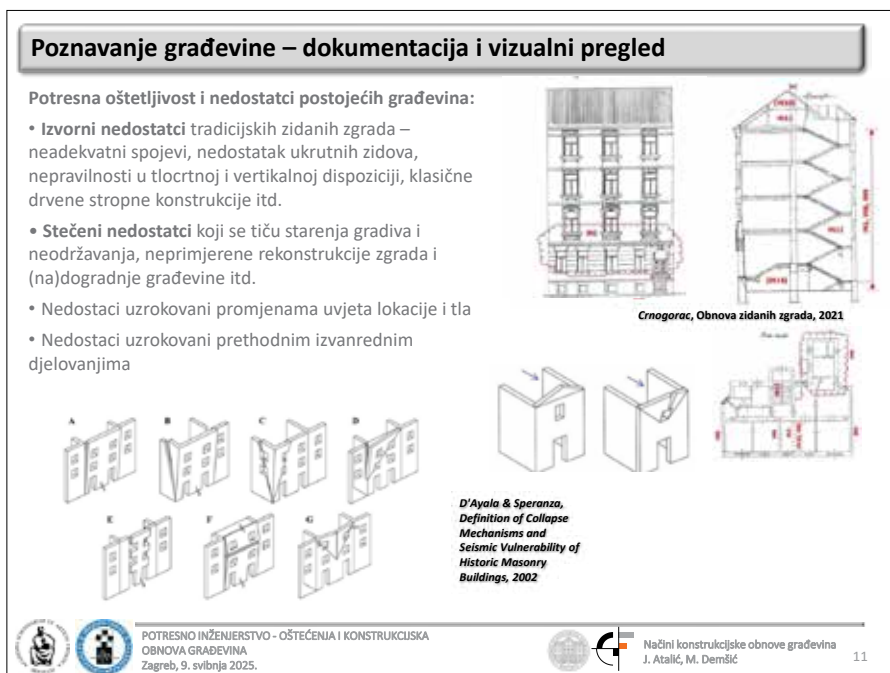 Poznavanje građevine – dokumentacija i vizualni pregled
Potresna oštetljivost i nedostatci postojećih građevina:
• Izvorni nedostatci tradicijskih zidanih zgrada –
neadekvatni spojevi, nedostatak ukrutnih zidova,
nepravilnosti u tlocrtnoj i vertikalnoj dispoziciji, klasične
drvene stropne konstrukcije itd.
• Stečeni nedostatci koji se tiču starenja gradiva i
neodržavanja, neprimjerene rekonstrukcije zgrada i
(na)dogradnje građevine itd.
• Nedostaci uzrokovani promjenama uvjeta lokacije i tla
• Nedostaci uzrokovani prethodnim izvanrednim
djelovanjima
Crnogorac, Obnova zidanih zgrada, 2021
A B C D
E F G
D'Ayala & Speranza,
Definition of Collapse
Mechanisms and
Seismic Vulnerability of
Historic Masonry
Buildings, 2002
POTRESNO INŽENJERSTVO - OŠTEĆENJA I KONSTRUKCIJSKA
OBNOVA GRAĐEVINA
Zagreb, 9. svibnja 2025.
Načini konstrukcijske obnove građevina
J. Atalić, M. Demšić
11